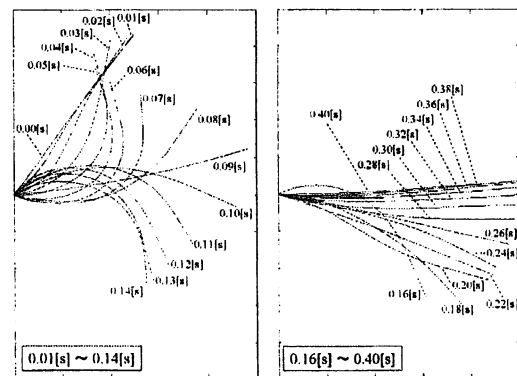 0.02[s]
0.01[s]
0.03[s]
0.04[s]
0.05[s]
0.06[s]
0.07[s]
0.08[s]
0.00[s]
0.09[s]
0.10[s]
0.11[s]
0.12[s]
0.13[s]
0.14[s]
0.01[s] ~ 0.14[s]
0.38[s]
0.36[s]
0.34[s]
0.40[s]
0.32[s]
0.30[s]
0.28[s]
0.26[s]
0.24[s]
0.20[s]
0.16[s]
0.18[s]
0.22[s]
0.16[s] ~ 0.40[s]